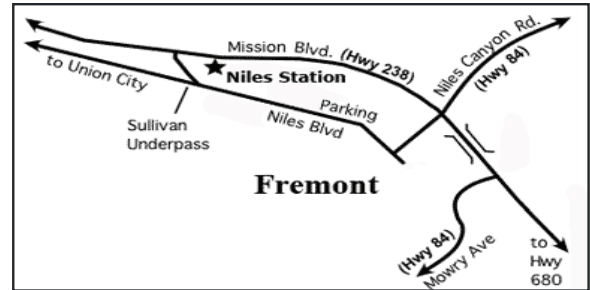 Mission Blvd. (Hwy 238)
Niles Canyon Rd.
(Hwy 84)
to Union City
Niles Station
Parking
Niles Blvd
Sullivan
Underpass
Fremont
(Hwy 84)
Mowry Ave
to
Hwy
680